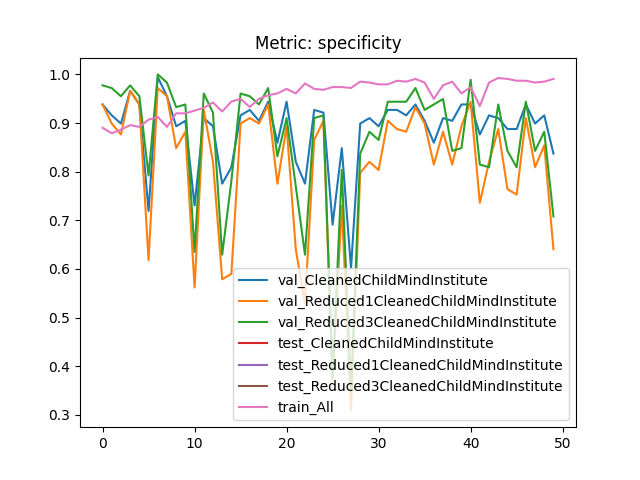 Metric: specificity
1.0
0.9
0.8
0.7
0.6
0.5
0.4
0.3
0
10
20
30
40
50
val_CleanedChildMindInstitute
val_Reduced1CleanedChildMindInstitute
val_Reduced3CleanedChildMindInstitute
test_CleanedChildMindInstitute
test_Reduced1CleanedChildMindInstitute
test_Reduced3CleanedChildMindInstitute
train_All